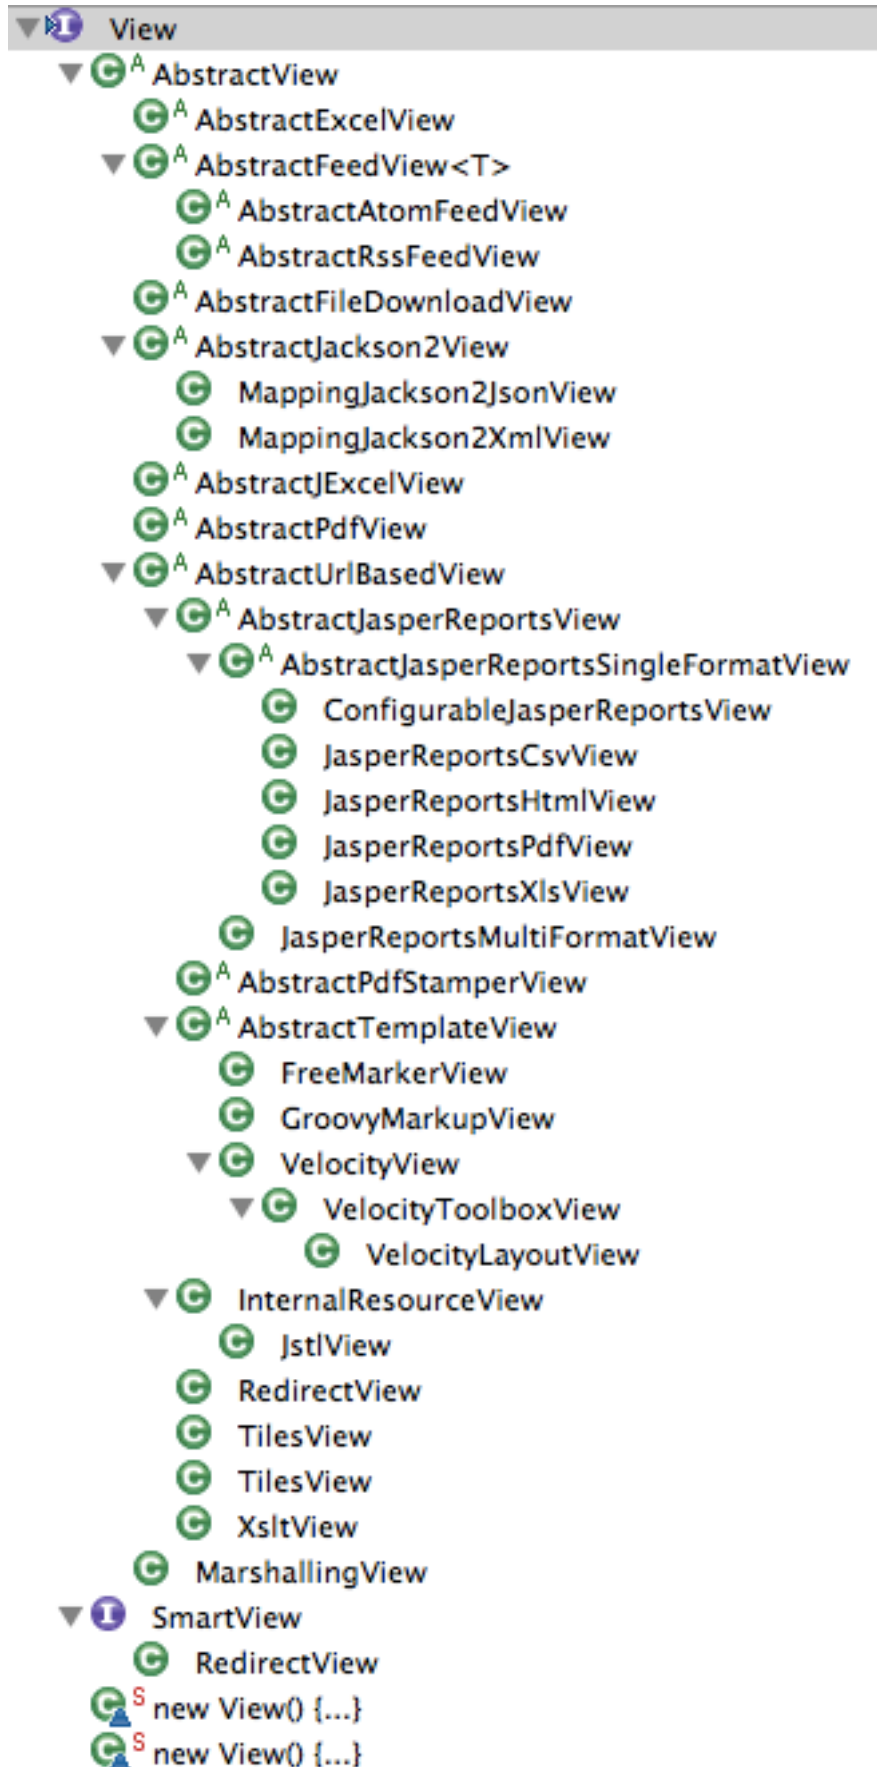 View
AbstractView
AbstractExcelView
AbstractFeedView<T>
AbstractAtomFeedView
AbstractRssFeedView
AbstractFileDownloadView
AbstractJackson2View
MappingJackson2JsonView
MappingJackson2XmlView
AbstractJExcelView
AbstractPdfView
AbstractUrlBasedView
AbstractJasperReportsView
AbstractJasperReportsSingleFormatView
ConfigurableJasperReportsView
JasperReportsCsvView
JasperReportsHtmlView
JasperReportsPdfView
JasperReportsXlsView
JasperReportsMultiFormatView
AbstractPdfStamperView
AbstractTemplateView
FreeMarkerView
GroovyMarkupView
VelocityView
VelocityToolboxView
VelocityLayoutView
InternalResourceView
JstlView
RedirectView
TilesView
TilesView
XsltView
MarshallingView
SmartView
RedirectView
new View() {...}
new View() {...}